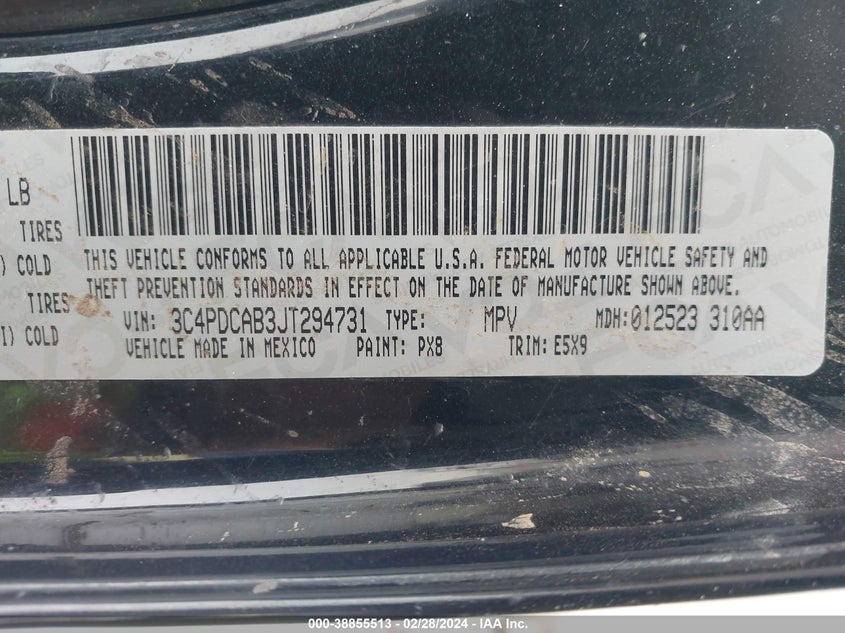 LB
TIRES
) COLD
TIRES
I) COLD
THIS VEHICLE CONFORMS TO ALL APPLICABLE U.S.A. FEDERAL MOTOR VEHICLE SAFETY AND
THEFT PREVENTION STANDARDS IN EFFECT ON THE DATE OF MANUFACTURE SHOWN ABOVE.
VIN: 3C4PDCAB3JT294731 TYPE: MPV MDH:012523 310AA
VEHICLE MADE IN MEXICO PAINT: PX8 TRIM: E5X9
000-38855513 - 02/28/2024 - IAA Inc.